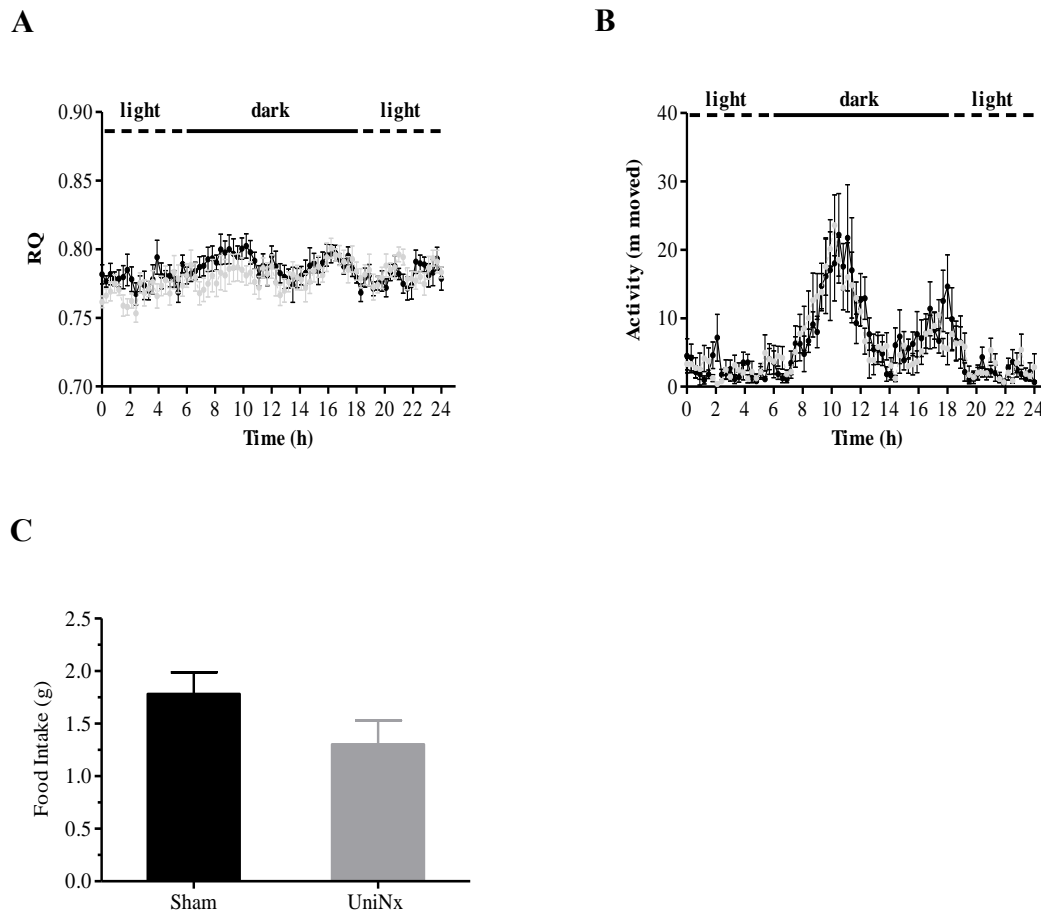 A
B
light dark light
0.90
0.85
0.80
0.75
0.70
RQ
0 2 4 6 8 10 12 14 16 18 20 22 24
Time (h)
light dark light
40
30
20
10
0
Activity (m moved)
0 2 4 6 8 10 12 14 16 18 20 22 24
Time (h)
C
2.5
2.0
1.5
1.0
0.5
0.0
Food Intake (g)
Sham UniNx